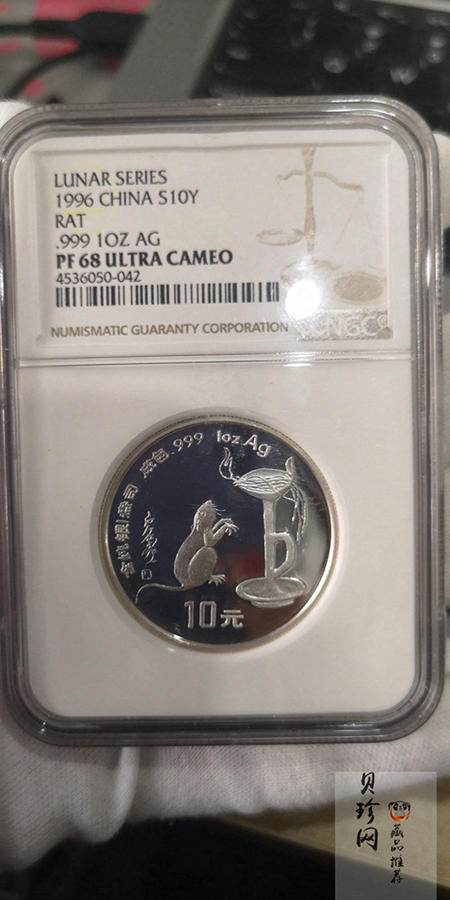 LUNAR SERIES
1996 CHINA S10Y
RAT
.999 1OZ AG
PF 68 ULTRA CAMEO
4536050-042
NUMISMATIC GUARANTY CORPORATION
NGC
成色.999 1oz Ag
10元
贝珍网
藏品推荐